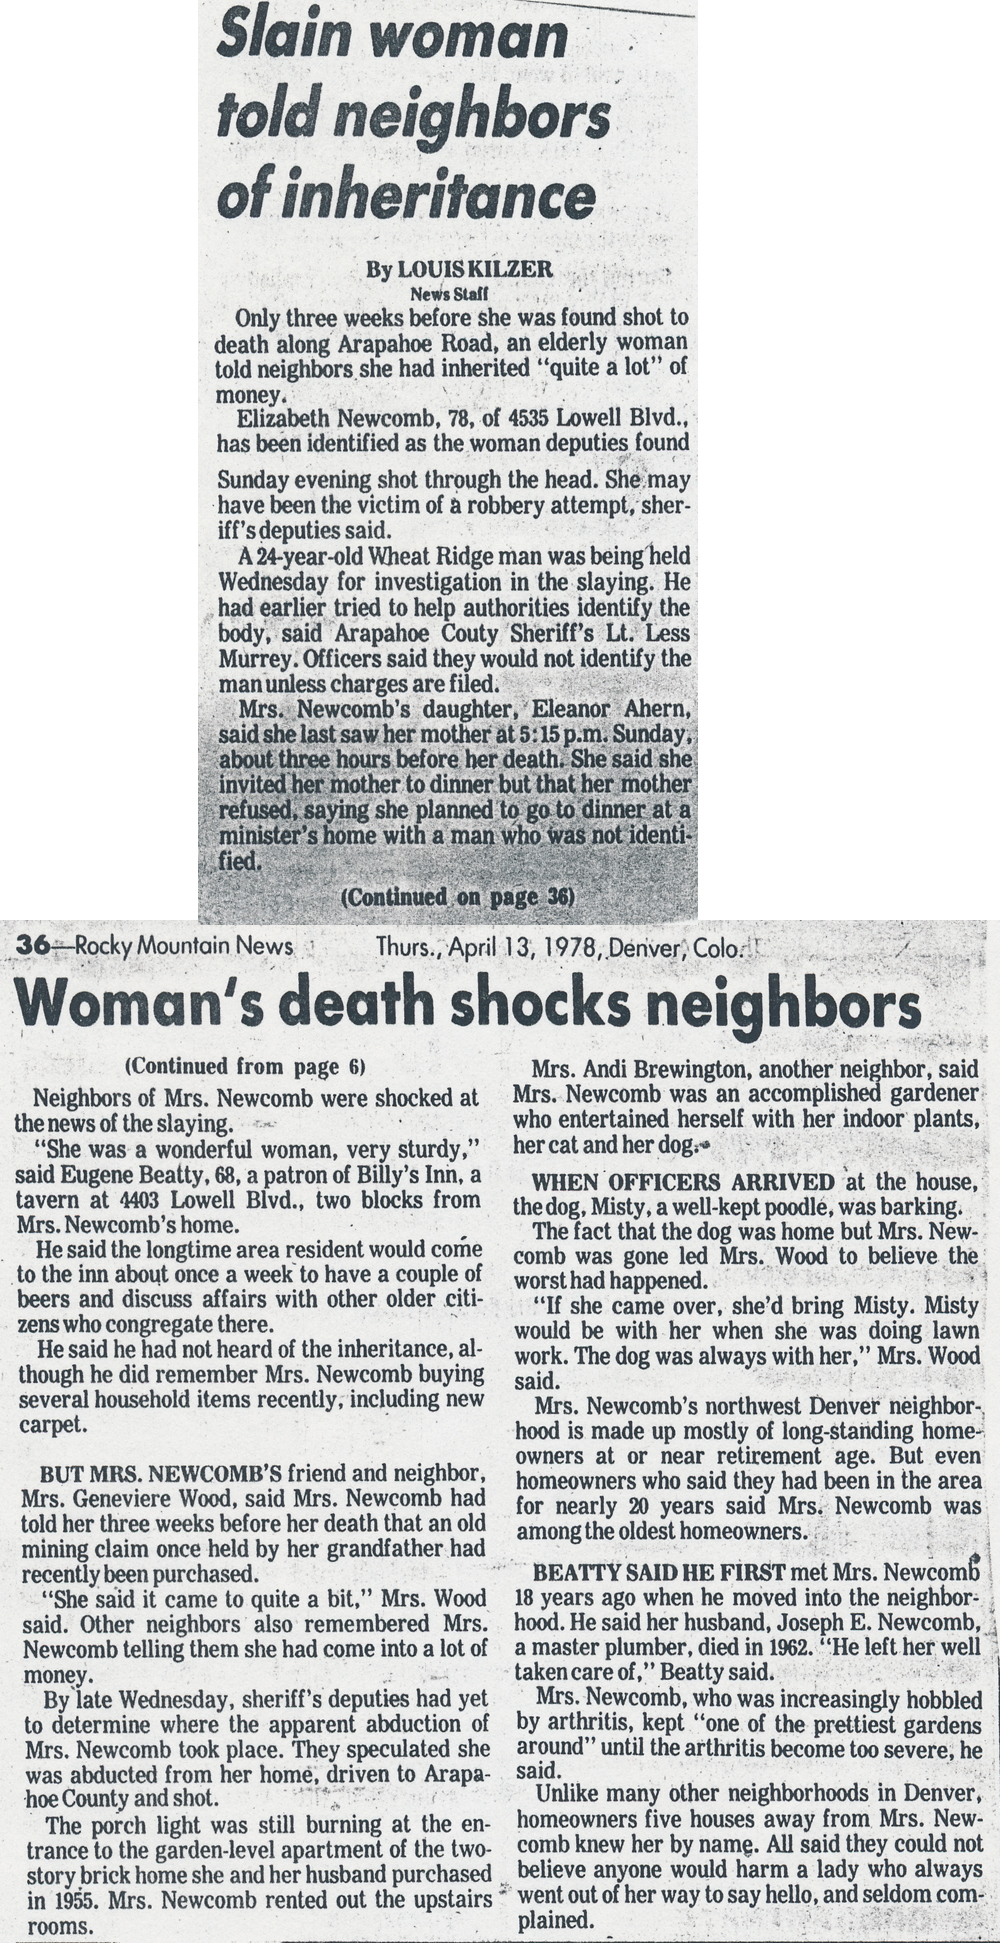 Slain woman
told neighbors
of inheritance
By LOUIS KILZER
News Staff
Only three weeks before she was found shot to
death along Arapahoe Road, an elderly woman
told neighbors she had inherited "quite a lot" of
money.
Elizabeth Newcomb, 78, of 4535 Lowell Blvd.,
has been identified as the woman deputies found
Sunday evening shot through the head. She may
have been the victim of a robbery attempt, sher-
iff's deputies said.
A 24-year-old Wheat Ridge man was being held
Wednesday for investigation in the slaying. He
had earlier tried to help authorities identify the
body, said Arapahoe Couty Sheriff's Lt. Less
Murrey. Officers said they would not identify the
man unless charges are filed.
Mrs. Newcomb's daughter, Eleanor Ahern,
said she last saw her mother at 5:15 p.m. Sunday,
about three hours before her death. She said she
invited her mother to dinner but that her mother
refused, saying she planned to go to dinner at a
minister's home with a man who was not identi-
fied.
(Continued on page 36)
36—Rocky Mountain News Thurs., April 13, 1978, Denver, Colo.
Woman's death shocks neighbors
(Continued from page 6)
Neighbors of Mrs. Newcomb were shocked at
the news of the slaying.
"She was a wonderful woman, very sturdy,"
said Eugene Beatty, 68, a patron of Billy's Inn, a
tavern at 4403 Lowell Blvd., two blocks from
Mrs. Newcomb's home.
He said the longtime area resident would come
to the inn about once a week to have a couple of
beers and discuss affairs with other older citi-
zens who congregate there.
He said he had not heard of the inheritance, al-
though he did remember Mrs. Newcomb buying
several household items recently, including new
carpet.
BUT MRS. NEWCOMB'S friend and neighbor,
Mrs. Geneviere Wood, said Mrs. Newcomb had
told her three weeks before her death that an old
mining claim once held by her grandfather had
recently been purchased.
"She said it came to quite a bit," Mrs. Wood
said. Other neighbors also remembered Mrs.
Newcomb telling them she had come into a lot of
money.
By late Wednesday, sheriff's deputies had yet
to determine where the apparent abduction of
Mrs. Newcomb took place. They speculated she
was abducted from her home, driven to Arapa-
hoe County and shot.
The porch light was still burning at the en-
trance to the garden-level apartment of the two-
story brick home she and her husband purchased
in 1955. Mrs. Newcomb rented out the upstairs
rooms.
Mrs. Andi Brewington, another neighbor, said
Mrs. Newcomb was an accomplished gardener
who entertained herself with her indoor plants,
her cat and her dog.
WHEN OFFICERS ARRIVED at the house,
the dog, Misty, a well-kept poodle, was barking.
The fact that the dog was home but Mrs. New-
comb was gone led Mrs. Wood to believe the
worst had happened.
"If she came over, she'd bring Misty. Misty
would be with her when she was doing lawn
work. The dog was always with her," Mrs. Wood
said.
Mrs. Newcomb's northwest Denver neighbor-
hood is made up mostly of long-standing home-
owners at or near retirement age. But even
homeowners who said they had been in the area
for nearly 20 years said Mrs. Newcomb was
among the oldest homeowners.
BEATTY SAID HE FIRST met Mrs. Newcomb
18 years ago when he moved into the neighbor-
hood. He said her husband, Joseph E. Newcomb,
a master plumber, died in 1962. "He left her well
taken care of," Beatty said.
Mrs. Newcomb, who was increasingly hobbled
by arthritis, kept "one of the prettiest gardens
around" until the arthritis become too severe, he
said.
Unlike many other neighborhoods in Denver,
homeowners five houses away from Mrs. New-
comb knew her by name. All said they could not
believe anyone would harm a lady who always
went out of her way to say hello, and seldom com-
plained.